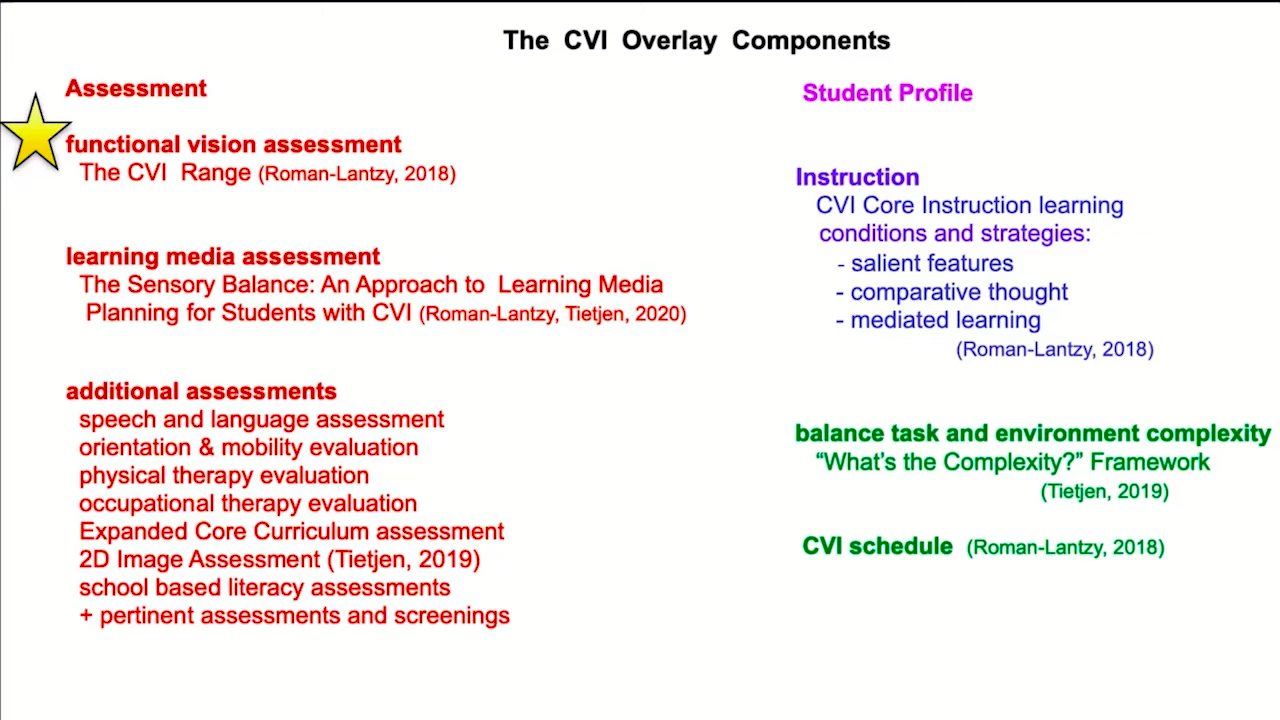 The CVI Overlay Components
Assessment
functional vision assessment
The CVI Range (Roman-Lantzy, 2018)
learning media assessment
The Sensory Balance: An Approach to Learning Media
Planning for Students with CVI (Roman-Lantzy, Tietjen, 2020)
additional assessments
speech and language assessment
orientation & mobility evaluation
physical therapy evaluation
occupational therapy evaluation
Expanded Core Curriculum assessment
2D Image Assessment (Tietjen, 2019)
school based literacy assessments
+ pertinent assessments and screenings
Student Profile
Instruction
CVI Core Instruction learning
conditions and strategies:
- salient features
- comparative thought
- mediated learning
(Roman-Lantzy, 2018)
balance task and environment complexity
“What’s the Complexity?” Framework
(Tietjen, 2019)
CVI schedule (Roman-Lantzy, 2018)